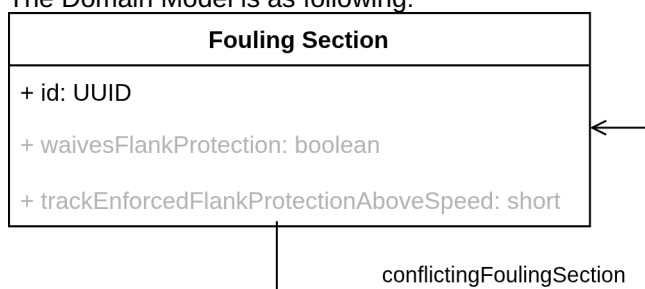 The Domain Model is as following:
Fouling Section
+ id: UUID
+ waivesFlankProtection: boolean
+ trackEnforcedFlankProtectionAboveSpeed: short
conflictingFoulingSection